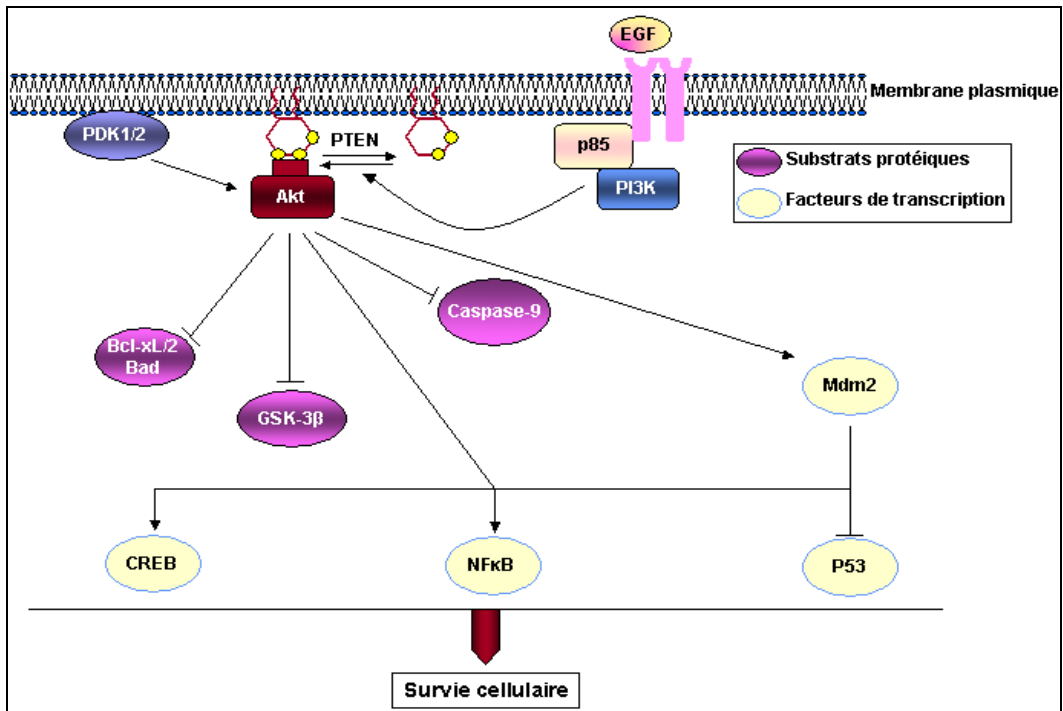 EGF
Membrane plasmique
PDK1/2
PTEN
p85
PI3K
Akt
Substrats protéiques
Facteurs de transcription
Caspase-9
Bcl-xL/2
Bad
GSK-3β
Mdm2
CREB
NFκB
P53
Survie cellulaire